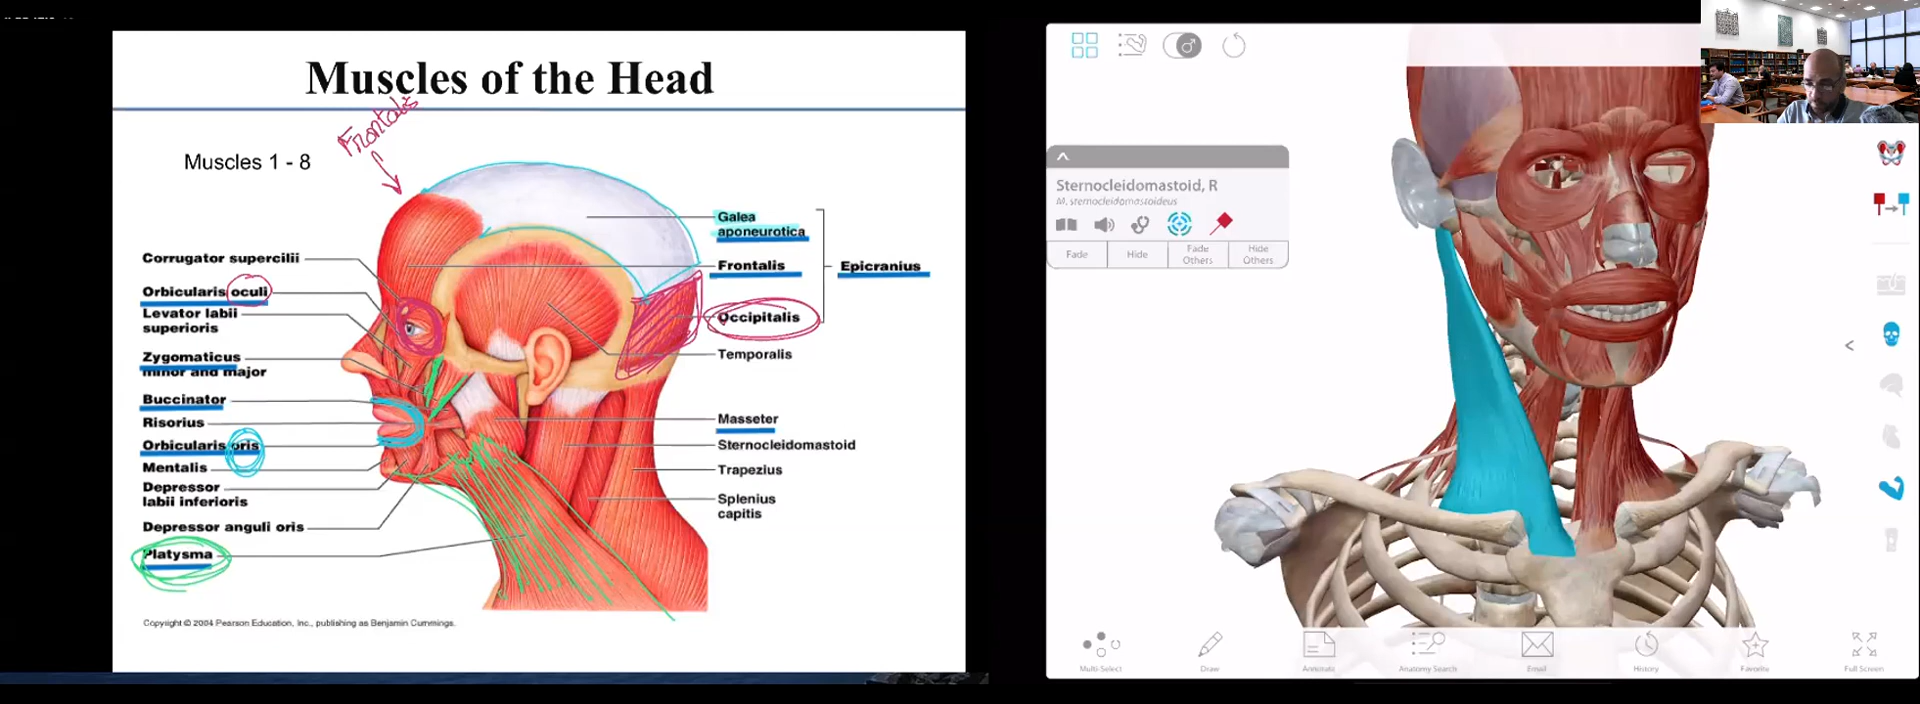 Muscles of the Head
Frontalis
Muscles 1 - 8
Corrugator supercilii
Orbicularis oculi
Levator labii
superioris
Zygomaticus
minor and major
Buccinator
Risorius
Orbicularis oris
Mentalis
Depressor
labii inferioris
Depressor anguli oris
Platysma
Galea
aponeurotica
Frontalis
Epicranius
Occipitalis
Temporalis
Masseter
Sternocleidomastoid
Trapezius
Splenius
capitis
Copyright © 2004 Pearson Education, Inc., publishing as Benjamin Cummings.
Sternocleidomastoid, R
M. sternocleidomastoideus
Fade
Hide
Fade
Others
Hide
Others
Multi-Select
Draw
Annotate
Anatomy Search
Email
History
Favorite
Full Screen